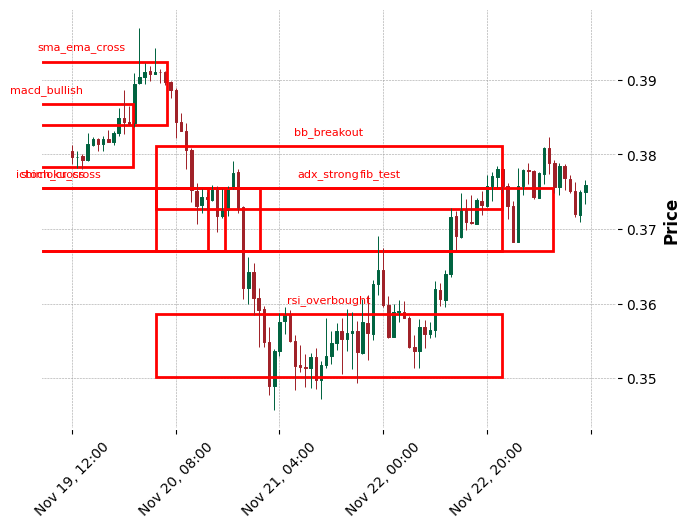 sma_ema_cross
macd_bullish
bb_breakout
stoch_cross
adx_strong
fib_test
rsi_overbought
0.39
0.38
0.37
0.36
0.35
Price
Nov 19, 12:00
Nov 20, 08:00
Nov 21, 04:00
Nov 22, 00:00
Nov 22, 20:00